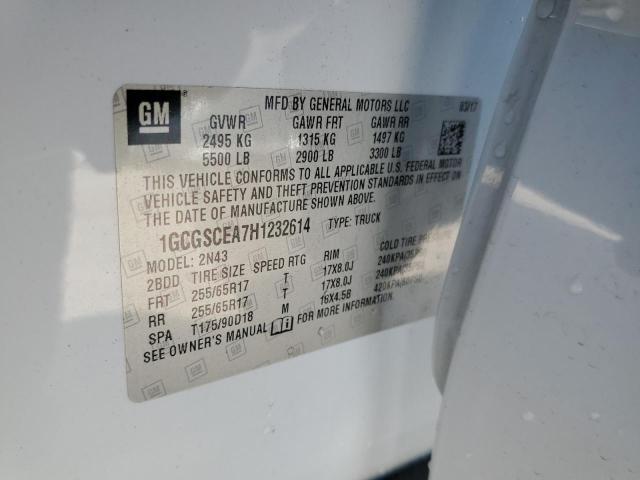 GM
MFD BY GENERAL MOTORS LLC 03/17
GVWR GAWR FRT GAWR RR
2495 KG 1315 KG 1497 KG
5500 LB 2900 LB 3300 LB
THIS VEHICLE CONFORMS TO ALL APPLICABLE U.S. FEDERAL MOTOR
VEHICLE SAFETY AND THEFT PREVENTION STANDARDS IN EFFECT ON
THE DATE OF MANUFACTURE SHOWN ABOVE.
1GCGSCEA7H1232614 TYPE: TRUCK
MODEL: 2N43
2BDD TIRE SIZE SPEED RTG RIM COLD TIRE
FRT 255/65R17 T 17X8.0J 240KPA
RR 255/65R17 T 17X8.0J 240KPA
SPA T175/90D18 M 16X4.5B 420KPA
SEE OWNER'S MANUAL FOR MORE INFORMATION.